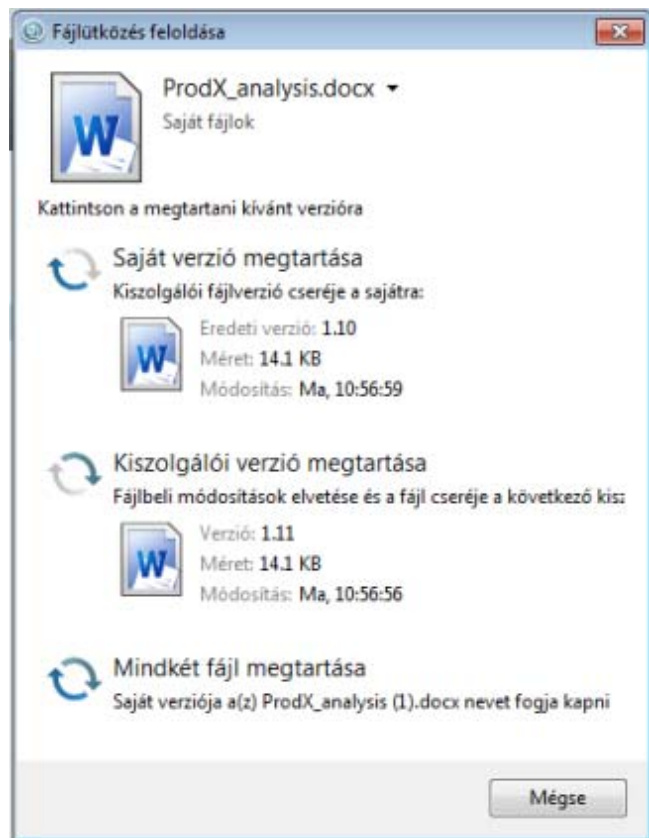 Fájlütközés feloldása
ProdX_analysis.docx
Saját fájlok
Kattintson a megtartani kívánt verzióra
Saját verzió megtartása
Kiszolgálói fájlverzió cseréje a sajátra:
Eredeti verzió: 1.10
Méret: 14.1 KB
Módosítás: Ma, 10:56:59
Kiszolgálói verzió megtartása
Fájlbeli módosítások elvetése és a fájl cseréje a következő kisz
Verzió: 1.11
Méret: 14.1 KB
Módosítás: Ma, 10:56:56
Mindkét fájl megtartása
Saját verziója a(z) ProdX_analysis (1).docx nevet fogja kapni
Mégse